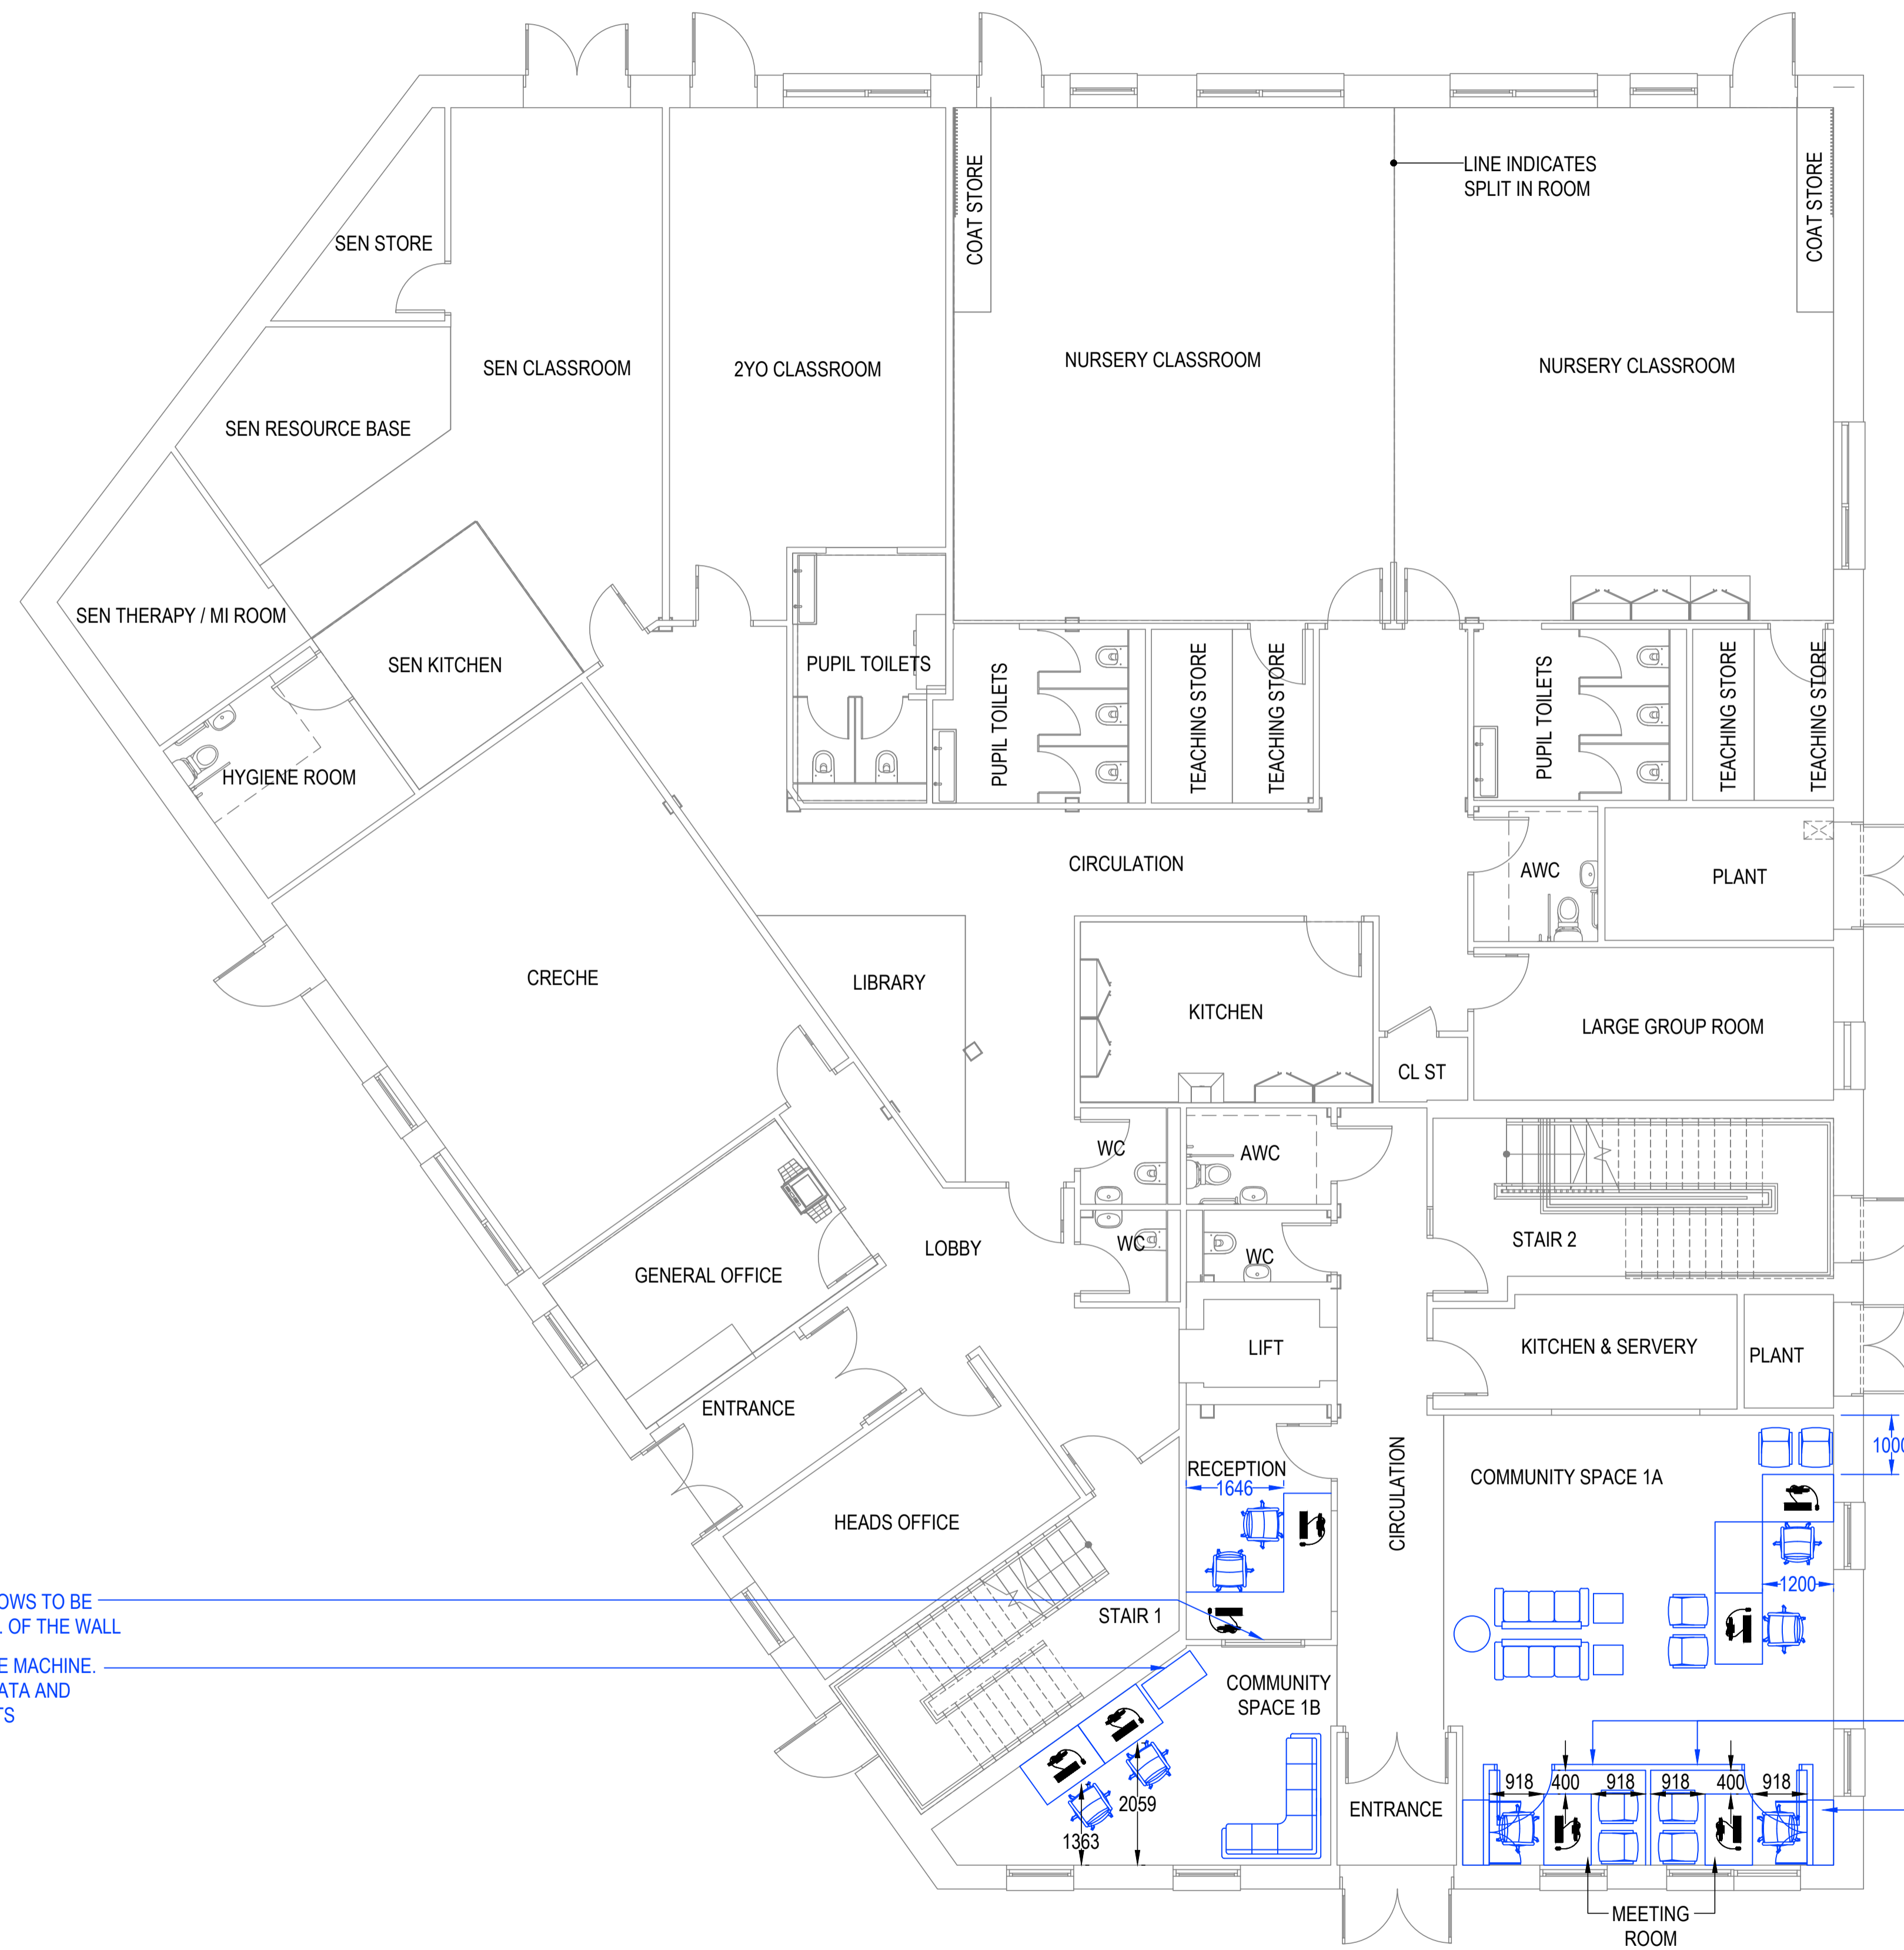 LINE INDICATES
SPLIT IN ROOM
COAT STORE
COAT STORE
SEN STORE
SEN CLASSROOM
2YO CLASSROOM
NURSERY CLASSROOM
NURSERY CLASSROOM
SEN RESOURCE BASE
SEN THERAPY / MI ROOM
SEN KITCHEN
PUPIL TOILETS
PUPIL TOILETS
TEACHING STORE
TEACHING STORE
PUPIL TOILETS
TEACHING STORE
TEACHING STORE
HYGIENE ROOM
CIRCULATION
AWC
PLANT
CRECHE
LIBRARY
KITCHEN
LARGE GROUP ROOM
CL ST
WC
AWC
WC
WC
LOBBY
STAIR 2
GENERAL OFFICE
LIFT
KITCHEN & SERVERY
PLANT
ENTRANCE
RECEPTION
1646
CIRCULATION
COMMUNITY SPACE 1A
1000
HEADS OFFICE
1200
STAIR 1
OWS TO BE
OF THE WALL
E MACHINE.
ATA AND
TS
COMMUNITY
SPACE 1B
2059
1363
ENTRANCE
918
400
918
918
400
918
MEETING
ROOM